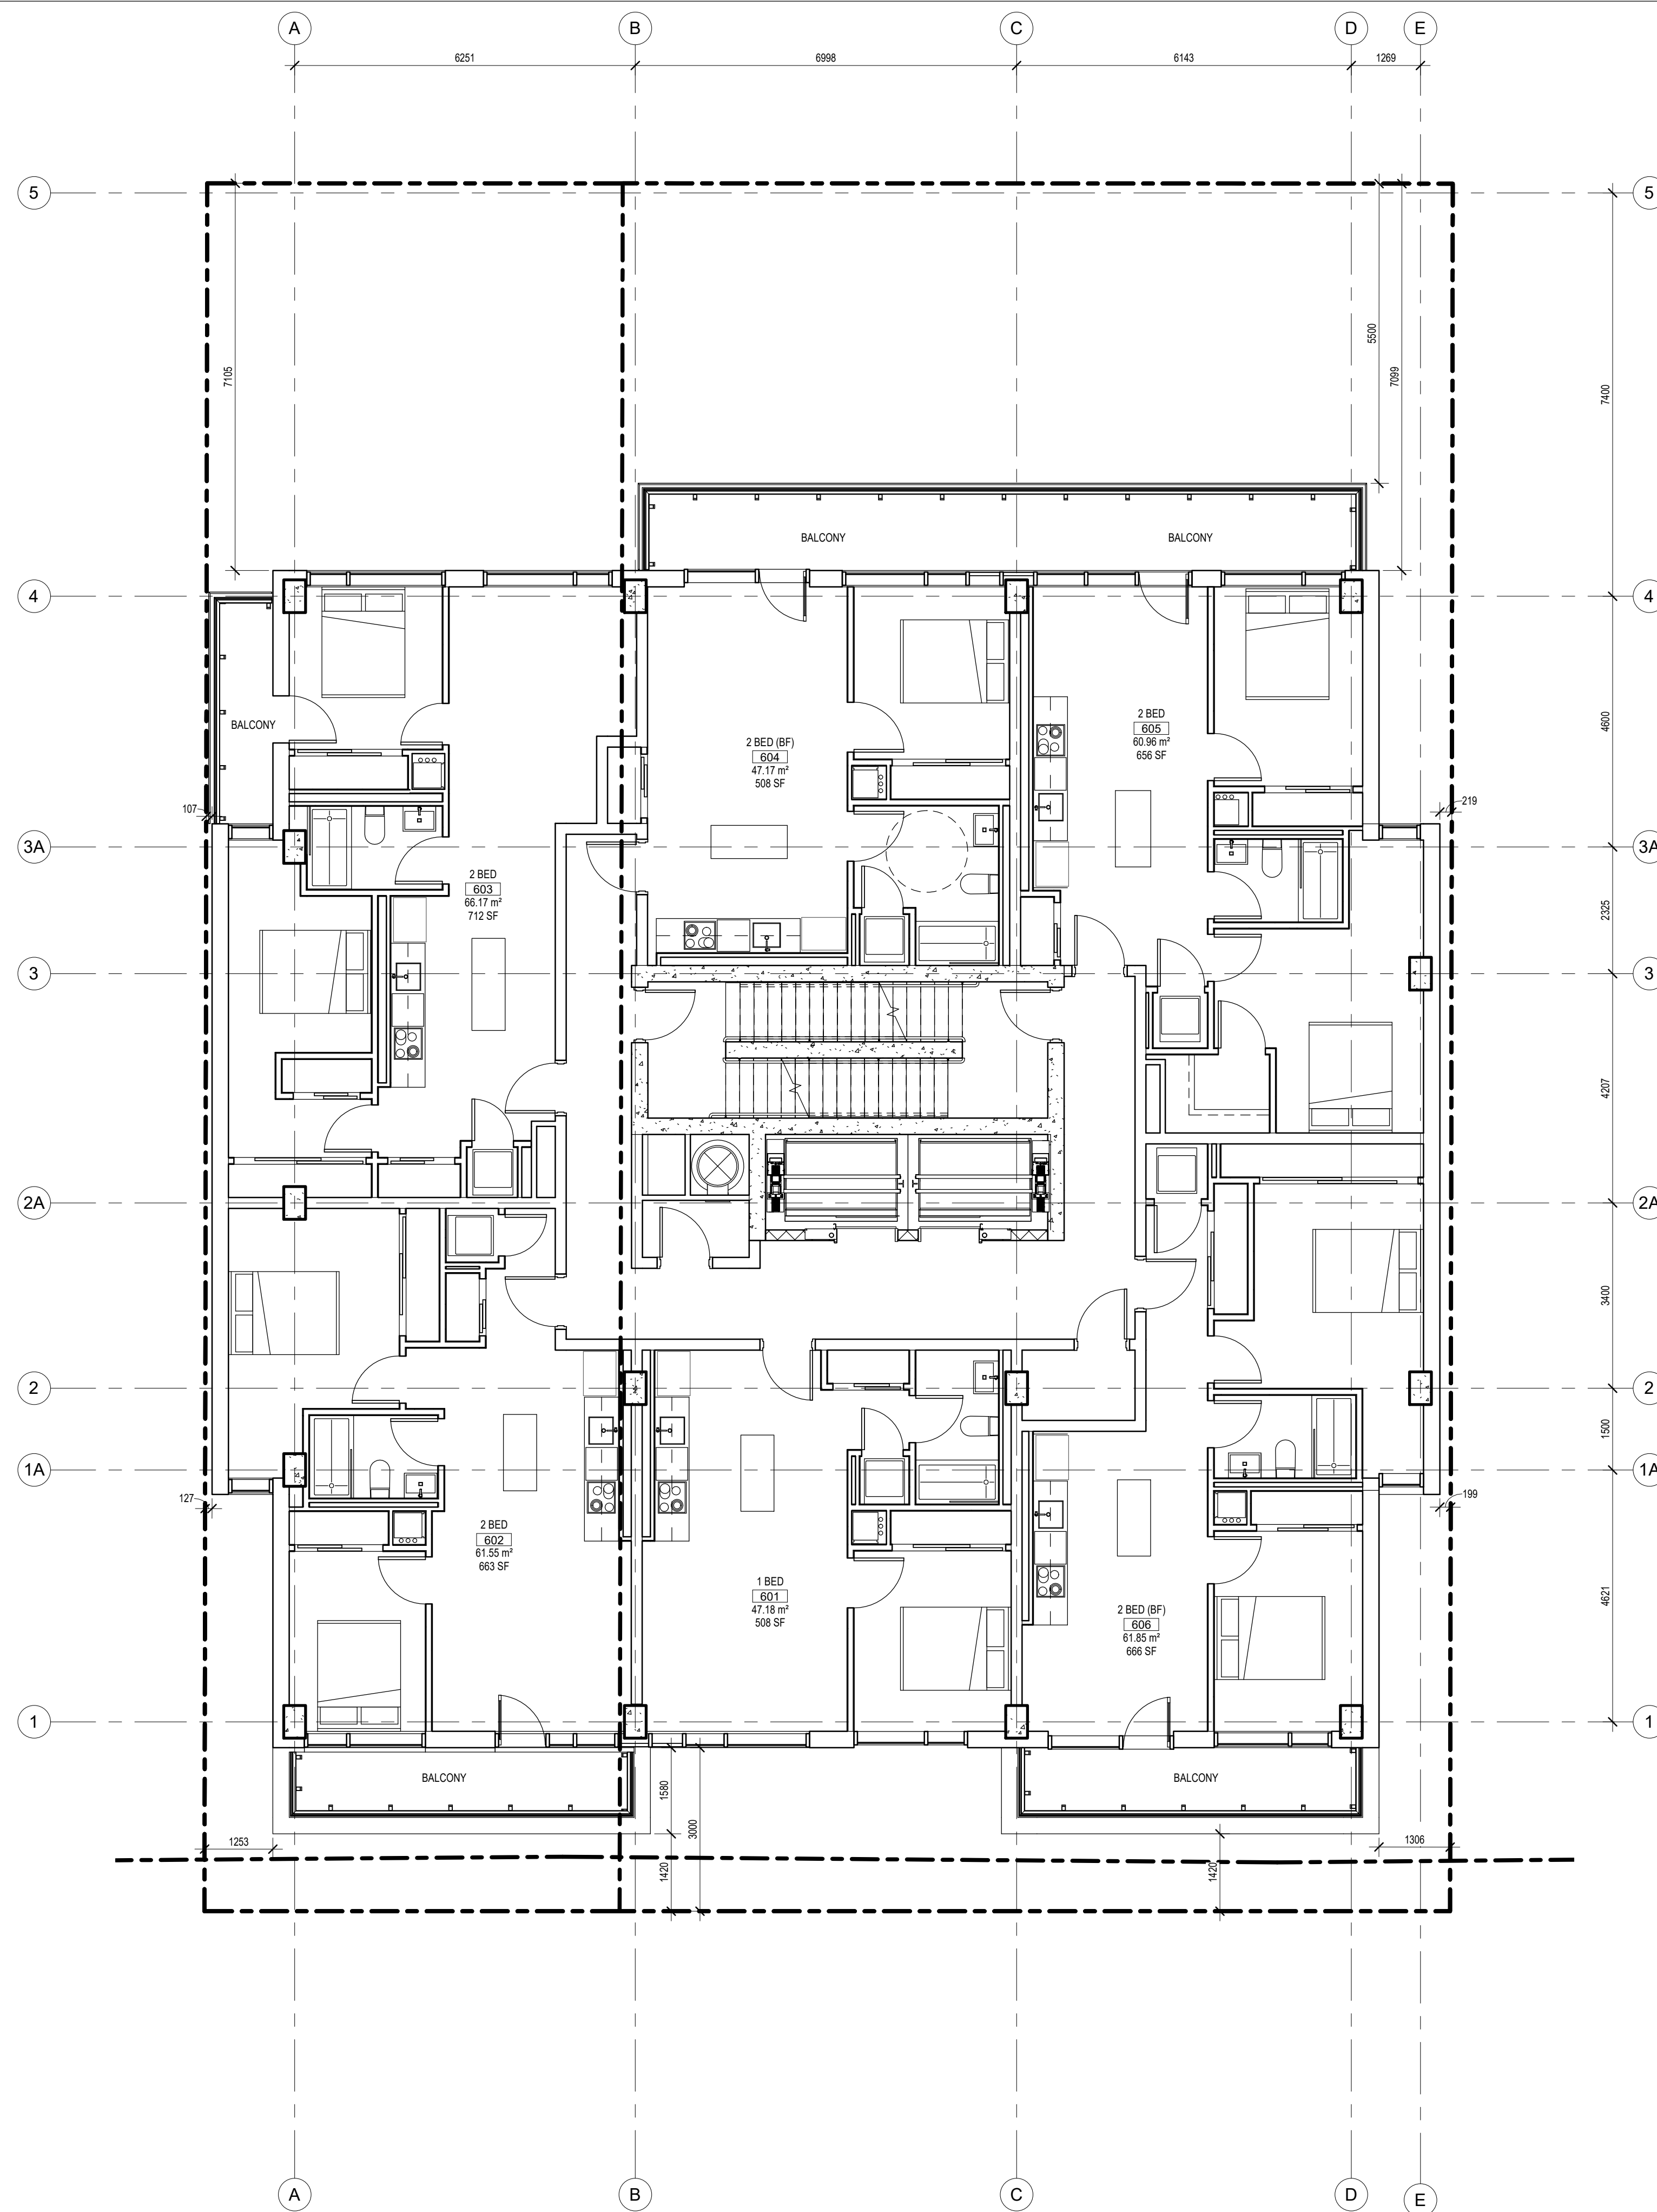 A
B
C
D
E
6251
6998
6143
1269
5
5
7105
5500
7099
7400
BALCONY
BALCONY
4
4
4600
BALCONY
2 BED
605
60.96 m²
656 SF
2 BED (BF)
604
47.17 m²
508 SF
107
219
3A
3A
2 BED
603
66.17 m²
712 SF
2325
3
3
4207
2A
2A
3400
2
2
1500
1A
1A
127
199
2 BED
602
61.55 m²
663 SF
1 BED
601
47.18 m²
508 SF
2 BED (BF)
606
61.85 m²
666 SF
4621
1
1
BALCONY
BALCONY
1580
3000
1253
1306
1420
1420
A
B
C
D
E